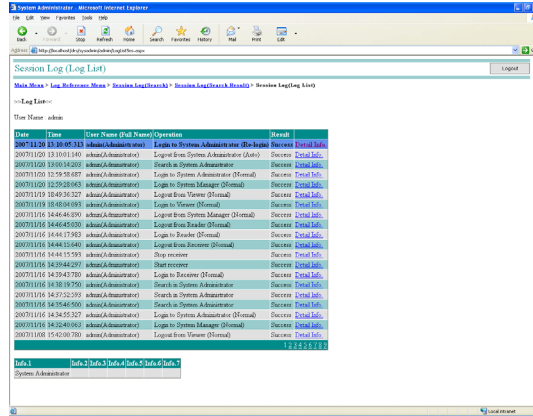 System Administrator - Microsoft Internet Explorer
File Edit View Favorites Tools Help
Back Forward Stop Refresh Home Search Favorites History Mail Print Edit
Address http://localhost/drs/sysadmin/admin/LogListSes.aspx
Session Log (Log List)
Logout
Main Menu > Log Reference Menu > Session Log(Search) > Session Log(Search Result) > Session Log(Log List)
>>Log List<<
User Name : admin
Date Time User Name (Full Name) Operation Result
2007/11/20 13:10:05:313 admin(Administrator) Login to System Administrator (Re-login) Success Detail Info.
2007/11/20 13:10:01:140 admin(Administrator) Logout from System Administrator (Auto) Success Detail Info.
2007/11/20 13:00:54:203 admin(Administrator) Search in System Administrator Success Detail Info.
2007/11/20 12:59:58:687 admin(Administrator) Login to System Administrator (Normal) Success Detail Info.
2007/11/20 12:59:28:063 admin(Administrator) Login to System Manager (Normal) Success Detail Info.
2007/11/19 18:49:36:327 admin(Administrator) Logout from Viewer (Normal) Success Detail Info.
2007/11/19 18:48:04:093 admin(Administrator) Login to Viewer (Normal) Success Detail Info.
2007/11/16 14:46:46:890 admin(Administrator) Logout from System Manager (Normal) Success Detail Info.
2007/11/16 14:46:45:030 admin(Administrator) Logout from Reader (Normal) Success Detail Info.
2007/11/16 14:44:17:983 admin(Administrator) Login to Reader (Normal) Success Detail Info.
2007/11/16 14:44:15:640 admin(Administrator) Logout from Receiver (Normal) Success Detail Info.
2007/11/16 14:44:15:593 admin(Administrator) Stop receiver Success Detail Info.
2007/11/16 14:39:44:297 admin(Administrator) Start receiver Success Detail Info.
2007/11/16 14:39:43:780 admin(Administrator) Login to Receiver (Normal) Success Detail Info.
2007/11/16 14:38:19:750 admin(Administrator) Search in System Administrator Success Detail Info.
2007/11/16 14:37:52:593 admin(Administrator) Search in System Administrator Success Detail Info.
2007/11/16 14:35:46:500 admin(Administrator) Search in System Administrator Success Detail Info.
2007/11/16 14:34:55:327 admin(Administrator) Login to System Administrator (Normal) Success Detail Info.
2007/11/16 14:32:40:063 admin(Administrator) Login to System Manager (Normal) Success Detail Info.
2007/11/08 15:42:00:780 admin(Administrator) Logout from Viewer (Normal) Success Detail Info.
1 2 3 4 5 6 7 8 9
Info.1 Info.2 Info.3 Info.4 Info.5 Info.6 Info.7
System Administrator
Local intranet